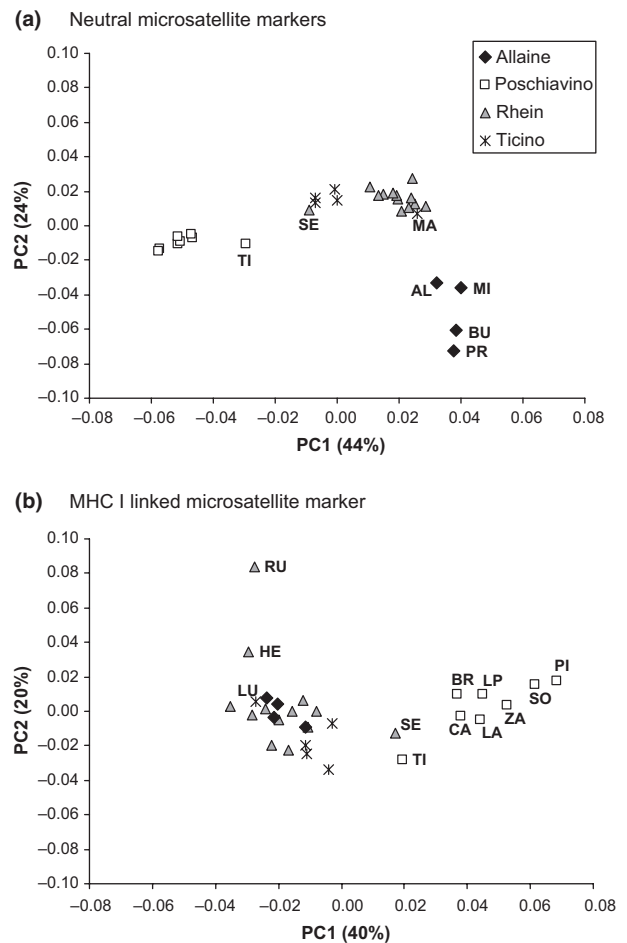 (a) Neutral microsatellite markers
0.10
0.08
0.06
0.04
0.02
0.00
–0.02
–0.04
–0.06
–0.08
–0.10
PC2 (24%)
Allaine
Poschiavino
Rhein
Ticino
SE
MA
TI
AL
MI
BU
PR
–0.08 –0.06 –0.04 –0.02 0.00 0.02 0.04 0.06 0.08
PC1 (44%)
(b) MHC I linked microsatellite marker
0.10
0.08
0.06
0.04
0.02
0.00
–0.02
–0.04
–0.06
–0.08
–0.10
PC2 (20%)
RU
HE
LU
BR
LP
PI
SO
SE
CA
LA
ZA
TI
–0.08 –0.06 –0.04 –0.02 0.00 0.02 0.04 0.06 0.08
PC1 (40%)